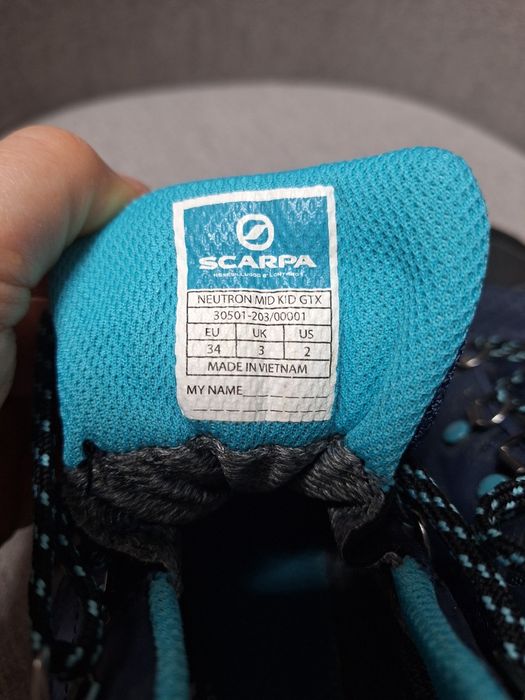 SCARPA
NEUTRON MID KID GTX
30501-203/00001
EU UK US
34 3 2
MADE IN VIETNAM
MY NAME